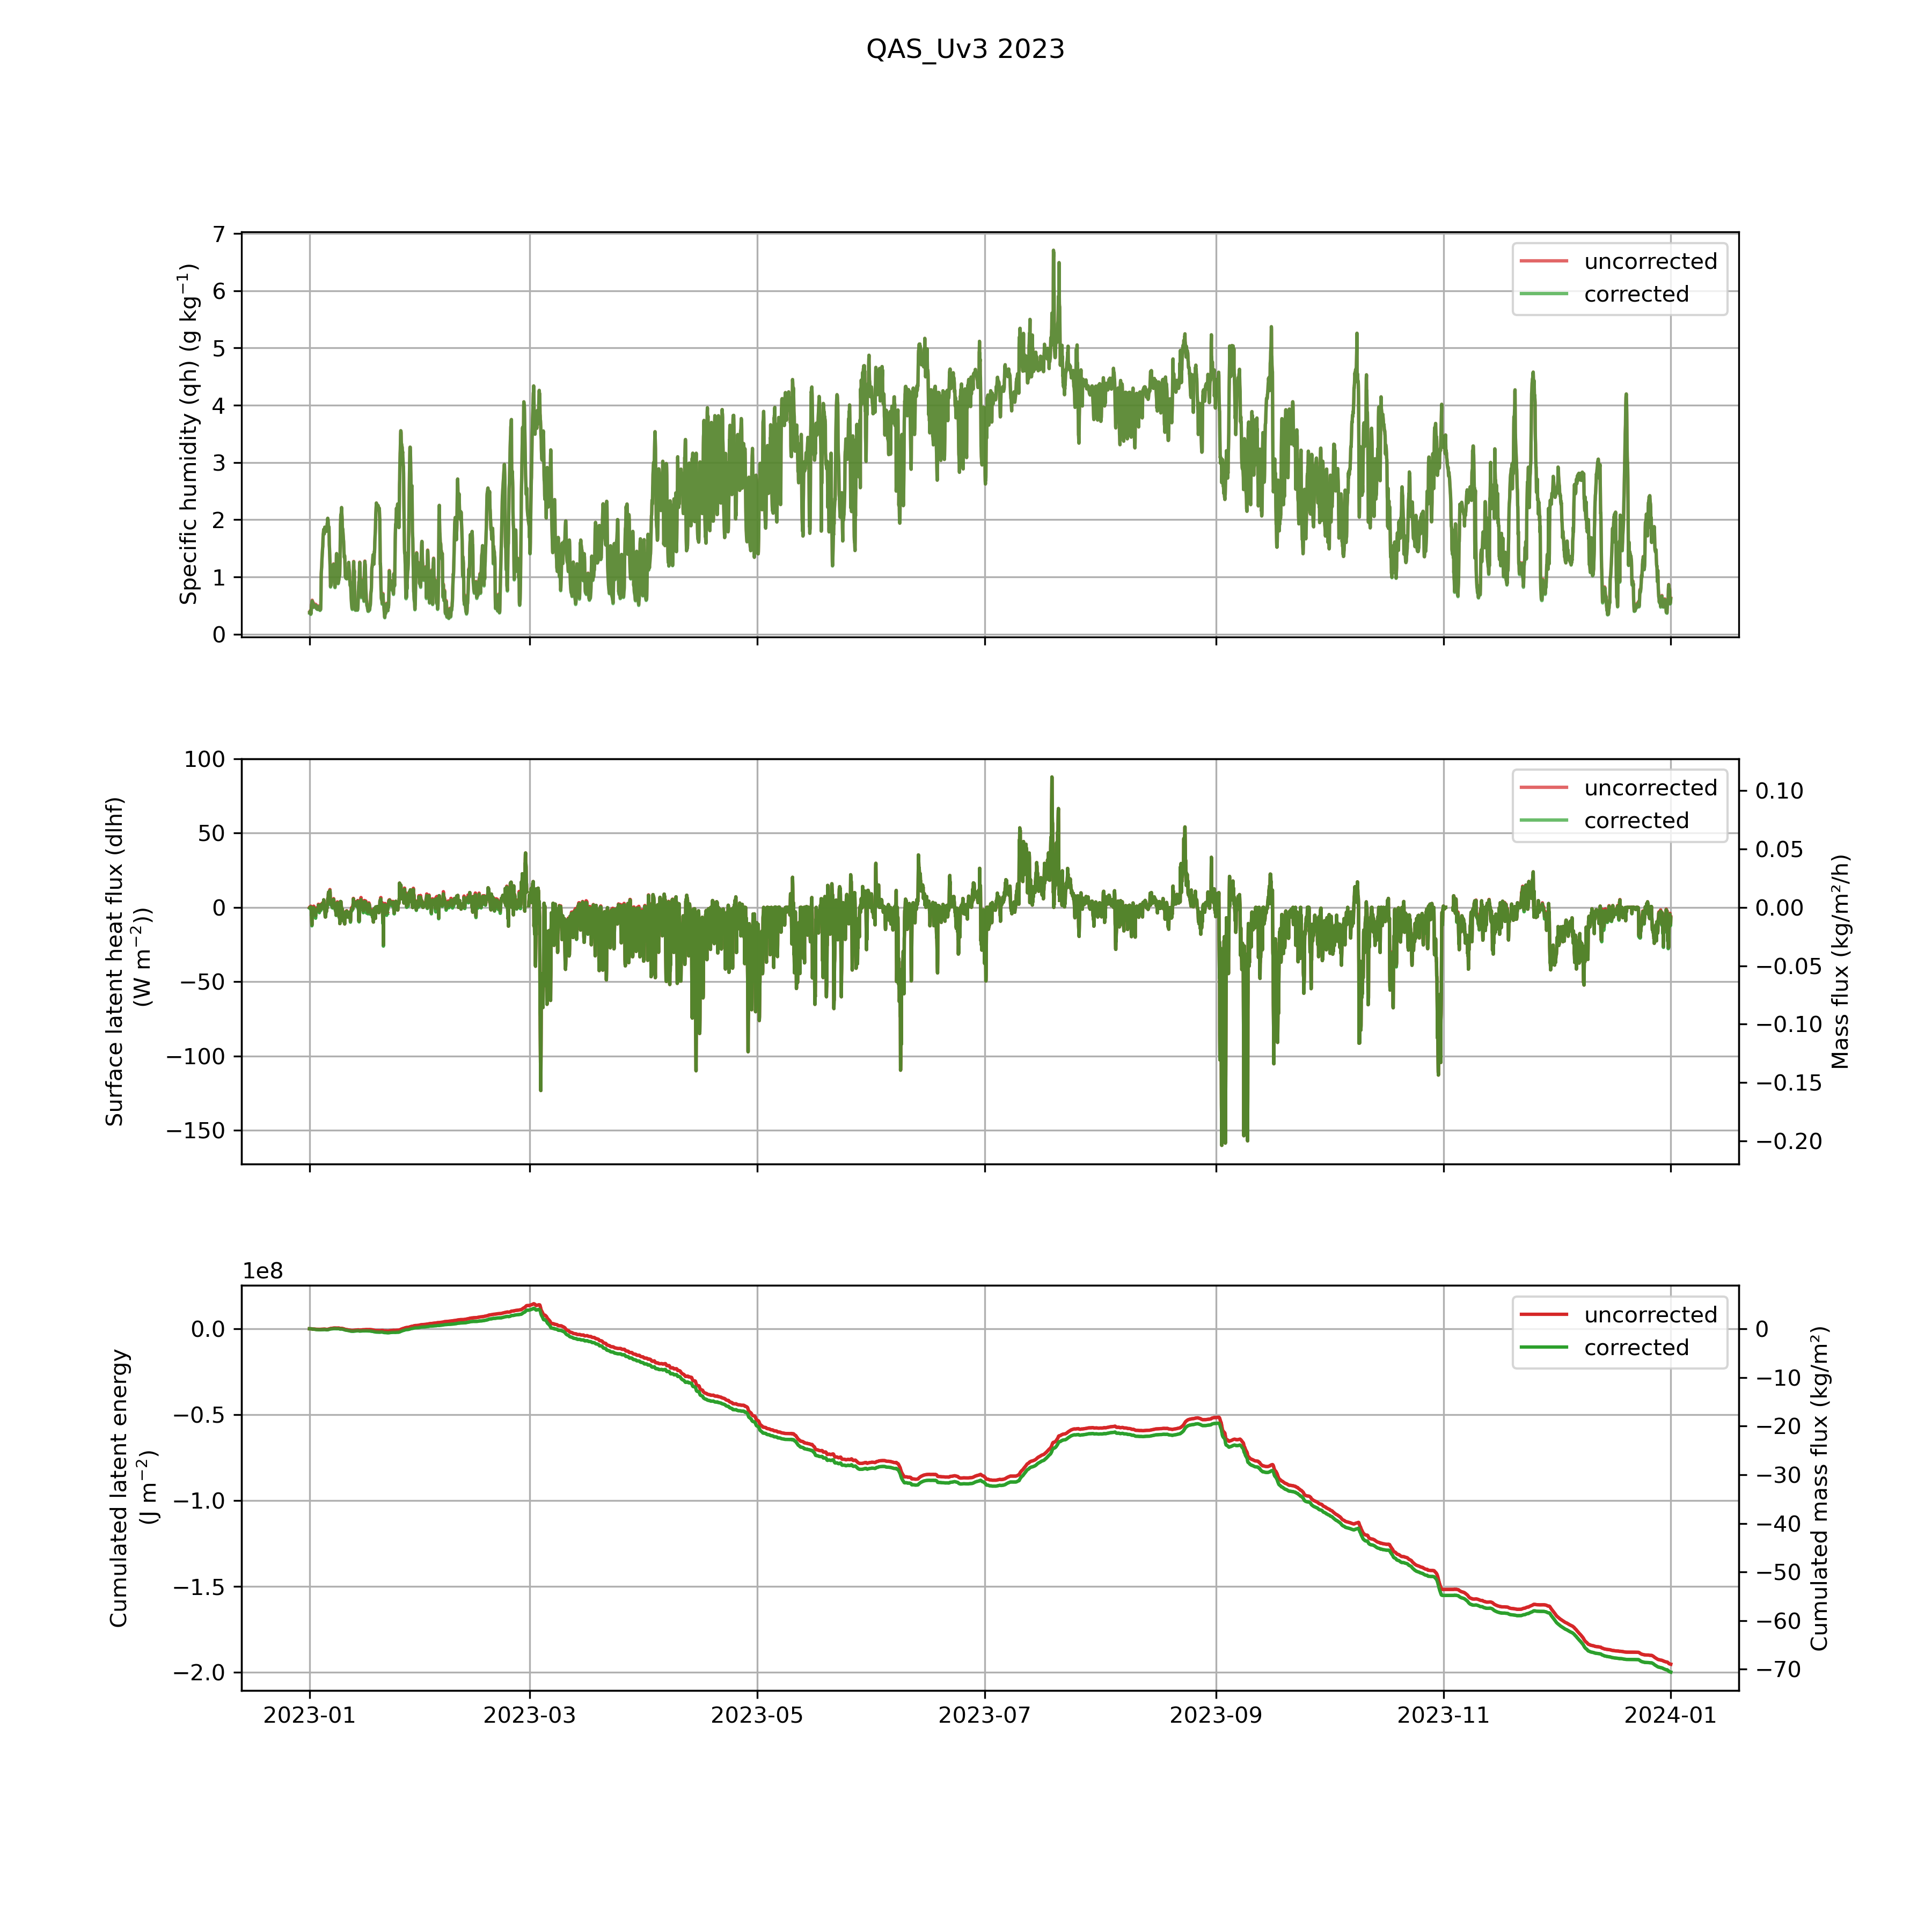 QAS_Uv3 2023
Specific humidity (qh) (g kg⁻¹)
7
6
5
4
3
2
1
0
uncorrected
corrected
Surface latent heat flux (dlhf)
(W m⁻²))
100
50
0
−50
−100
−150
uncorrected
corrected
0.10
0.05
0.00
−0.05
−0.10
−0.15
−0.20
Mass flux (kg/m²/h)
1e8
Cumulated latent energy
(J m⁻²)
0.0
−0.5
−1.0
−1.5
−2.0
uncorrected
corrected
0
−10
−20
−30
−40
−50
−60
−70
Cumulated mass flux (kg/m²)
2023-01 2023-03 2023-05 2023-07 2023-09 2023-11 2024-01